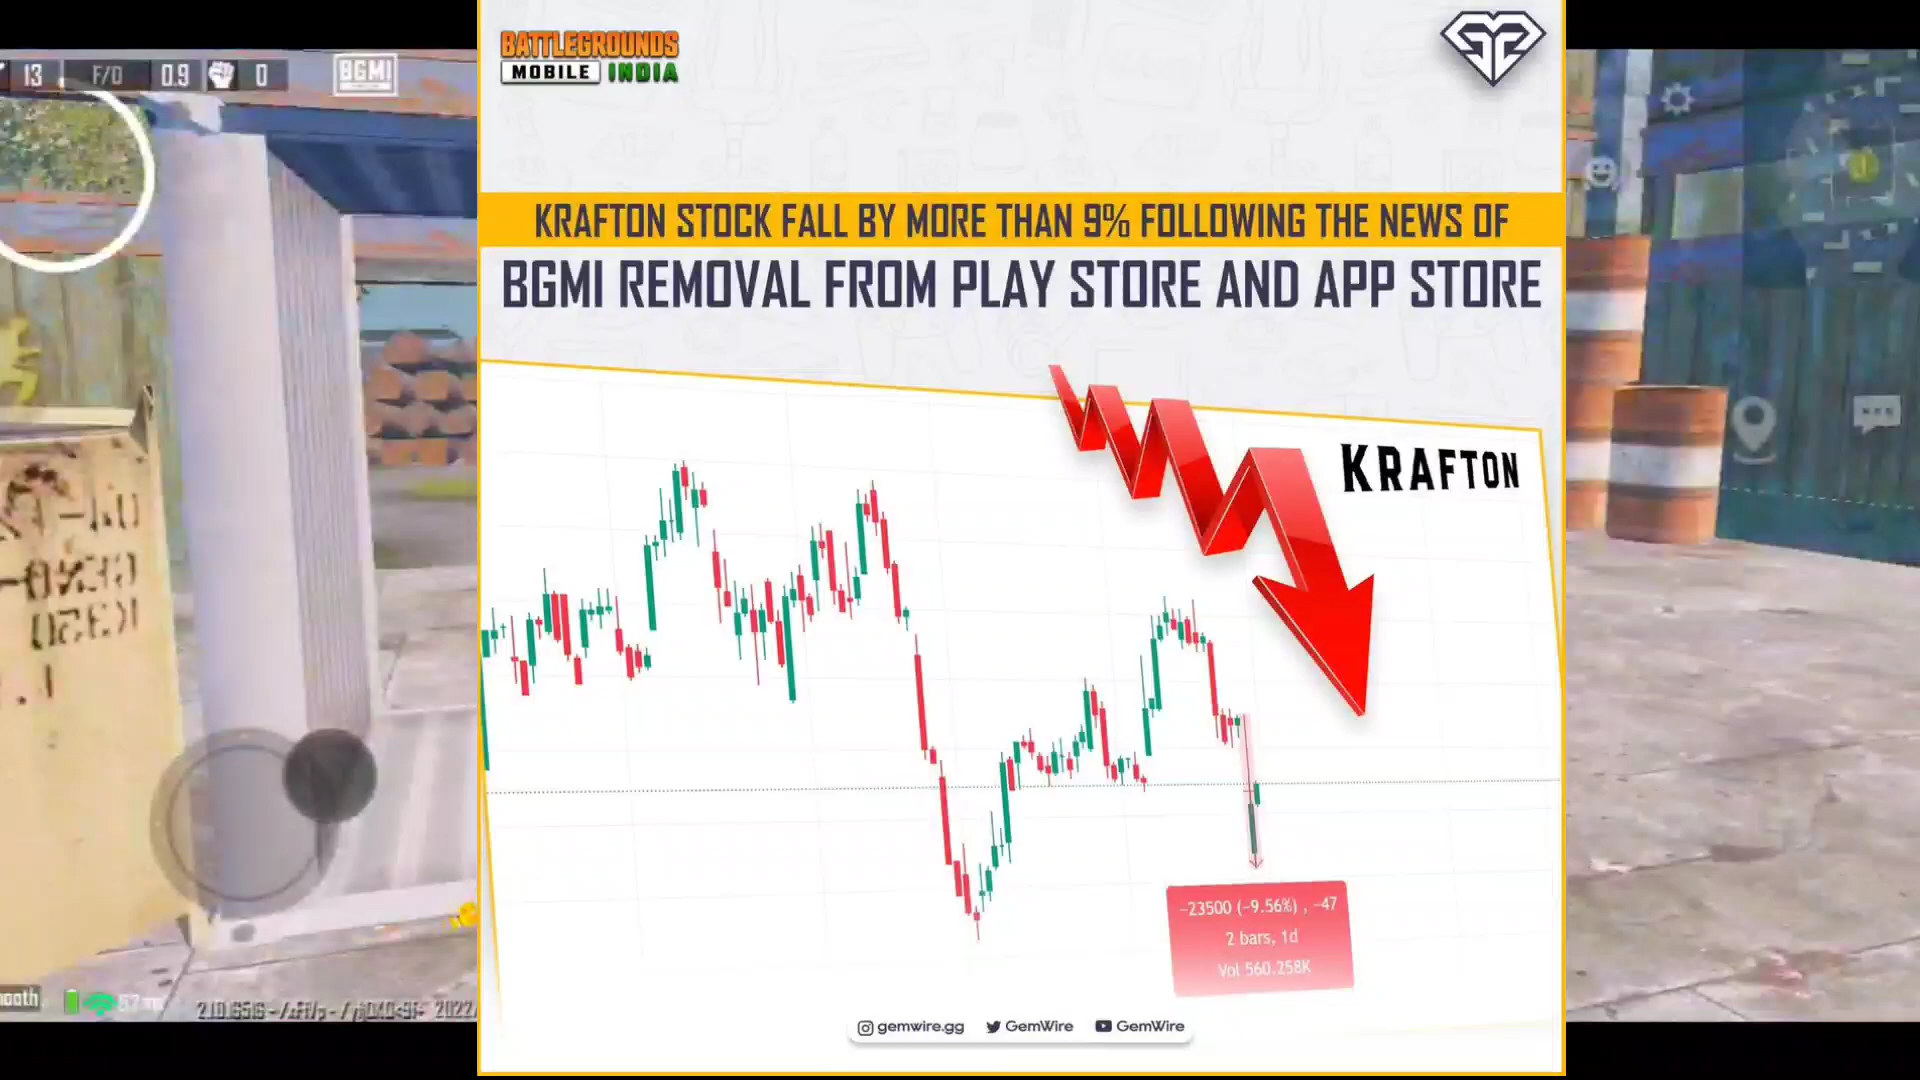 13 F/O 0.9 0 BGMI
BATTLEGROUNDS
MOBILE INDIA
KRAFTON STOCK FALL BY MORE THAN 9% FOLLOWING THE NEWS OF
BGMI REMOVAL FROM PLAY STORE AND APP STORE
KRAFTON
−23500 (−9.56%) , −47
2 bars, 1d
Vol 560.258K
gemwire.gg GemWire GemWire